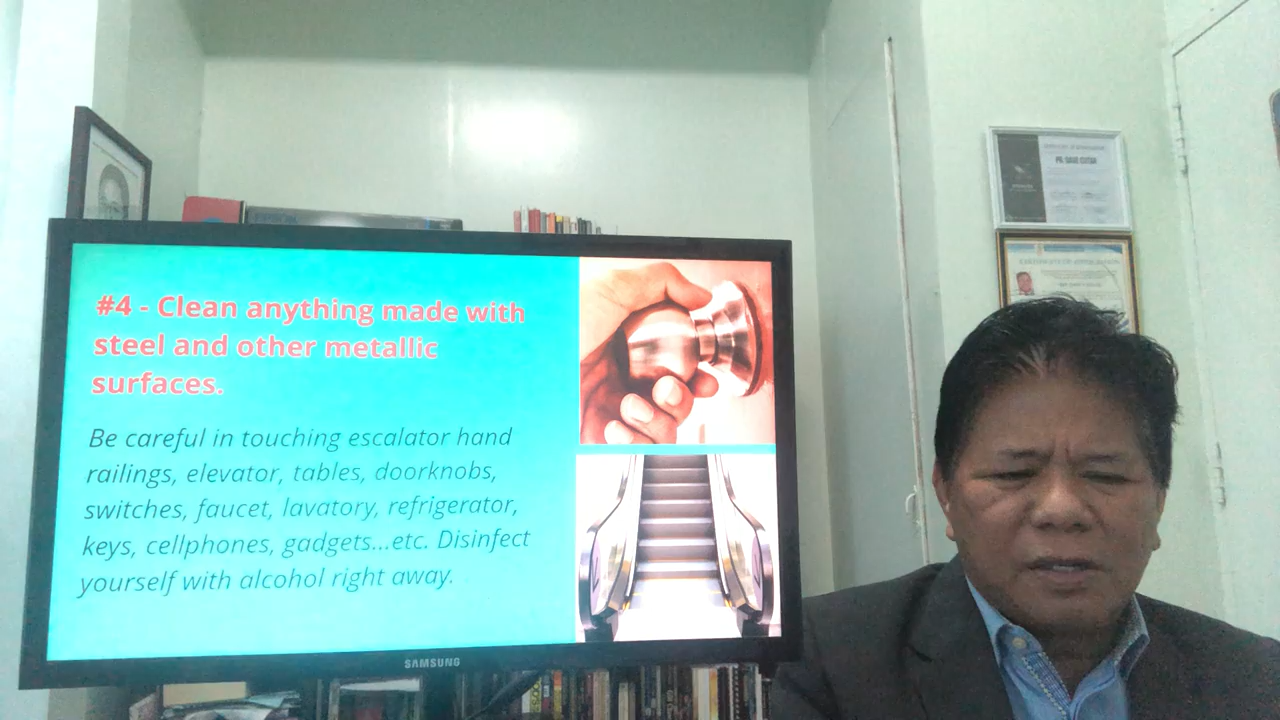 EPSON
#4 - Clean anything made with
steel and other metallic
surfaces.
Be careful in touching escalator hand
railings, elevator, tables, doorknobs,
switches, faucet, lavatory, refrigerator,
keys, cellphones, gadgets...etc. Disinfect
yourself with alcohol right away.
SAMSUNG